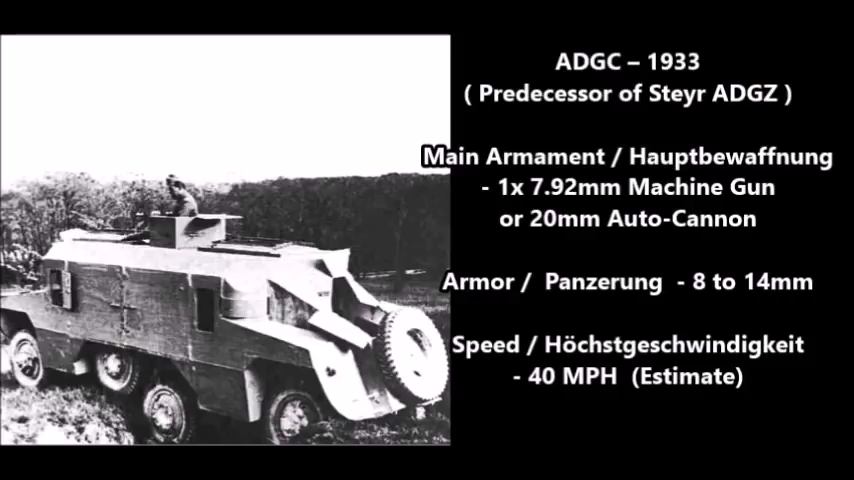 ADGC – 1933
( Predecessor of Steyr ADGZ )
Main Armament / Hauptbewaffnung
- 1x 7.92mm Machine Gun
or 20mm Auto-Cannon
Armor / Panzerung - 8 to 14mm
Speed / Höchstgeschwindigkeit
- 40 MPH (Estimate)